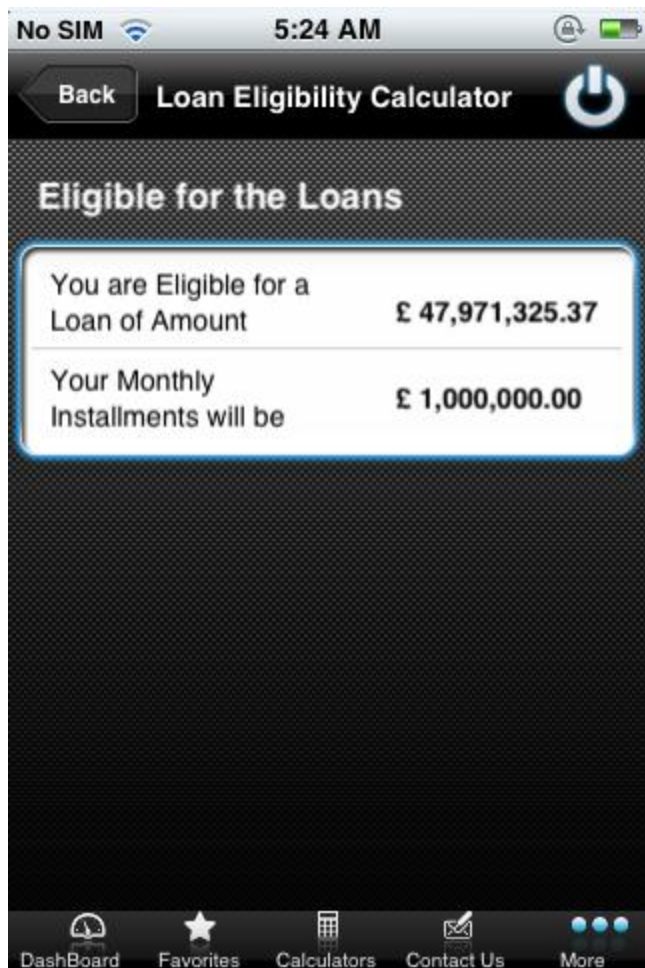 No SIM 5:24 AM
Back Loan Eligibility Calculator
Eligible for the Loans
You are Eligible for a
Loan of Amount £ 47,971,325.37
Your Monthly
Installments will be £ 1,000,000.00
DashBoard Favorites Calculators Contact Us More